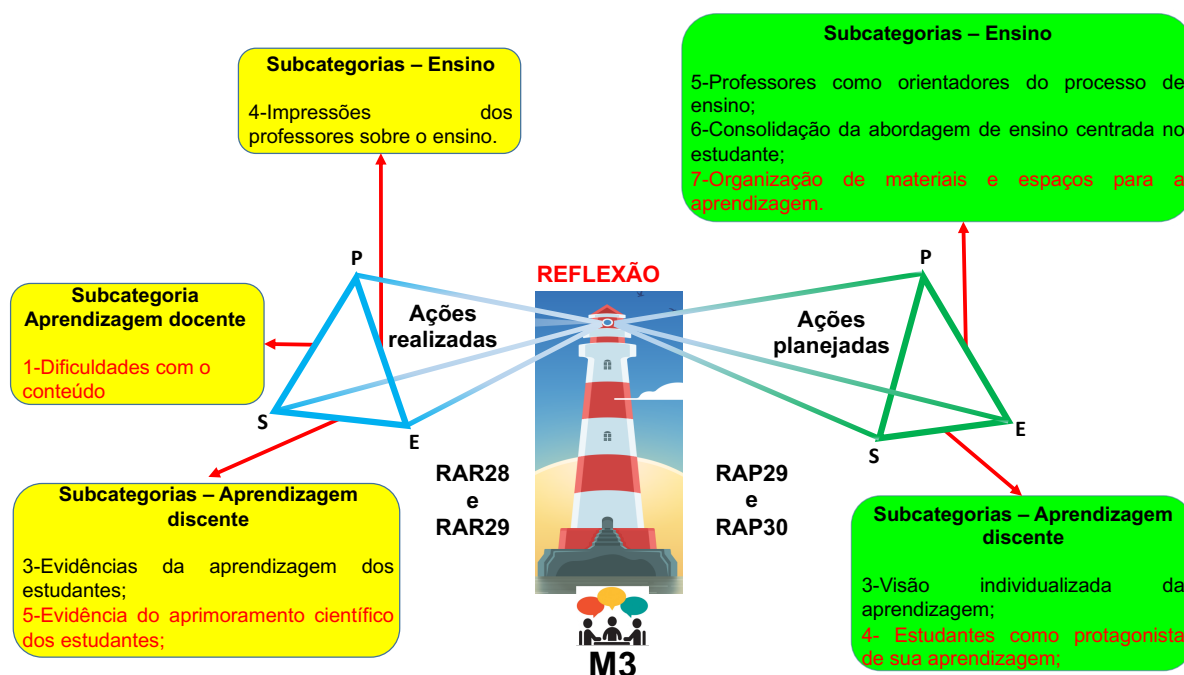 Subcategorias – Ensino
4-Impressões dos
professores sobre o ensino.
Subcategorias – Ensino
5-Professores como orientadores do processo de
ensino;
6-Consolidação da abordagem de ensino centrada no
estudante;
7-Organização de materiais e espaços para a
aprendizagem.
Subcategoria
Aprendizagem docente
1-Dificuldades com o
conteúdo
P
S
E
Ações
realizadas
REFLEXÃO
Ações
planejadas
P
S
E
RAR28
e
RAR29
RAP29
e
RAP30
Subcategorias – Aprendizagem
discente
3-Evidências da aprendizagem dos
estudantes;
5-Evidência do aprimoramento científico
dos estudantes;
Subcategorias – Aprendizagem
discente
3-Visão individualizada da
aprendizagem;
4- Estudantes como protagonista
de sua aprendizagem;
M3